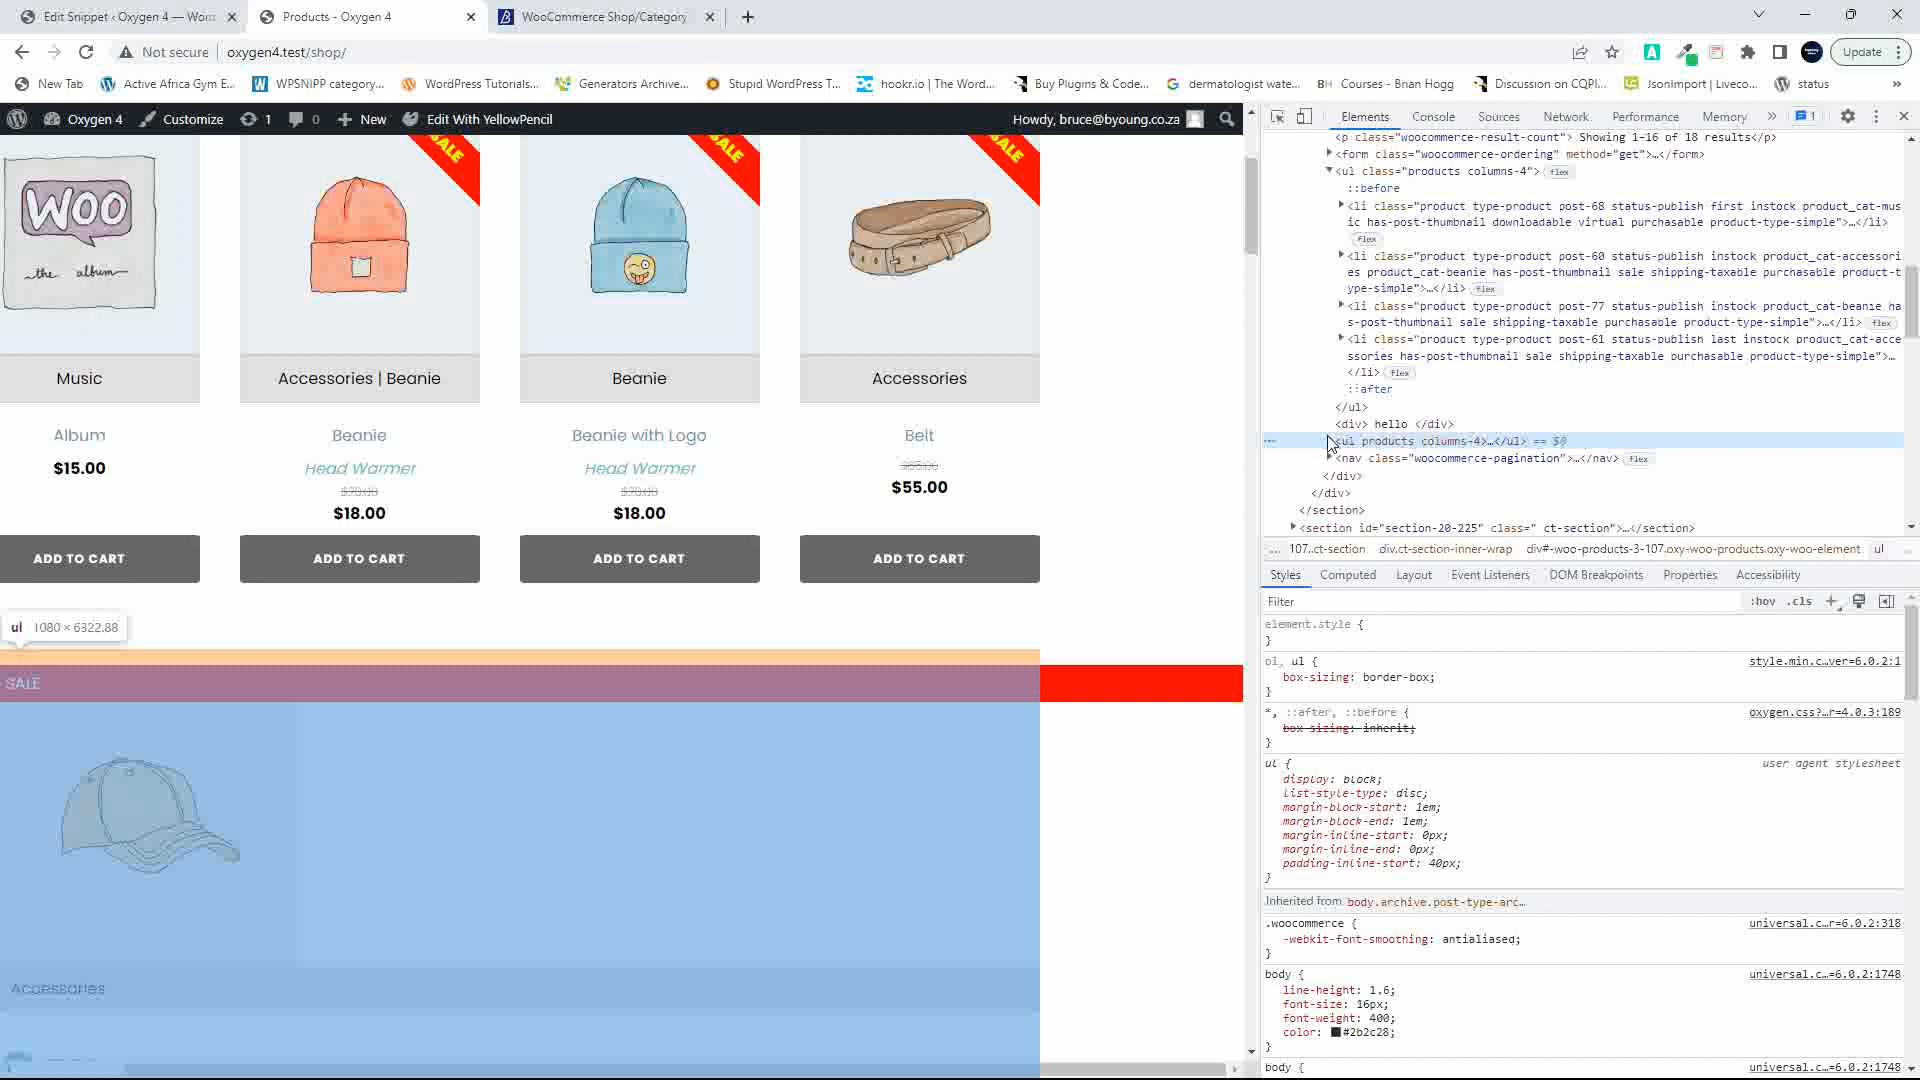 Edit Snippet ‹ Oxygen 4 — Wor
Products - Oxygen 4
WooCommerce Shop/Category
Not secure
oxygen4.test/shop/
Update
New Tab
Active Africa Gym E...
WPSNIPP category...
WordPress Tutorials...
Generators Archive...
Stupid WordPress T...
hookr.io | The Word...
Buy Plugins & Code...
dermatologist wate...
BH Courses - Brian Hogg
Discussion on CQPI...
Jsonimport | Liveco...
status
Oxygen 4
Customize
1
0
New
Edit With YellowPencil
Howdy, bruce@byoung.co.za
SALE
SALE
SALE
WOO
the album
Music
Accessories | Beanie
Beanie
Accessories
Album
Beanie
Beanie with Logo
Belt
$15.00
Head Warmer
Head Warmer
$55.00
$18.00
$18.00
ADD TO CART
ADD TO CART
ADD TO CART
ADD TO CART
ul 1080 × 6322.88
SALE
Accessories
Elements
Console
Sources
Network
Performance
Memory
1
<p class="woocommerce-result-count"> Showing 1–16 of 18 results</p>
<form class="woocommerce-ordering" method="get">…</form>
<ul class="products columns-4"> flex
::before
<li class="product type-product post-68 status-publish first instock product_cat-mus
ic has-post-thumbnail downloadable virtual purchasable product-type-simple">…</li>
flex
<li class="product type-product post-60 status-publish instock product_cat-accessori
es product_cat-beanie has-post-thumbnail sale shipping-taxable purchasable product-t
ype-simple">…</li> flex
<li class="product type-product post-77 status-publish instock product_cat-beanie ha
s-post-thumbnail sale shipping-taxable purchasable product-type-simple">…</li> flex
<li class="product type-product post-61 status-publish last instock product_cat-acce
ssories has-post-thumbnail sale shipping-taxable purchasable product-type-simple">…
</li> flex
::after
</ul>
<div> hello </div>
<ul products columns-4>…</ul> == $0
<nav class="woocommerce-pagination">…</nav> flex
</div>
</div>
</section>
<section id="section-20-225" class=" ct-section">…</section>
... 107..ct-section div.ct-section-inner-wrap div#-woo-products-3-107.oxy-woo-products.oxy-woo-element ul
Styles
Computed
Layout
Event Listeners
DOM Breakpoints
Properties
Accessibility
Filter
:hov .cls
element.style {
}
ol, ul {
style.min.c…ver=6.0.2:1
box-sizing: border-box;
}
*, ::after, ::before {
oxygen.css?…r=4.0.3:189
box-sizing: inherit;
}
ul {
user agent stylesheet
display: block;
list-style-type: disc;
margin-block-start: 1em;
margin-block-end: 1em;
margin-inline-start: 0px;
margin-inline-end: 0px;
padding-inline-start: 40px;
}
Inherited from body.archive.post-type-arc…
.woocommerce {
universal.c…r=6.0.2:318
-webkit-font-smoothing: antialiased;
}
body {
universal.c…=6.0.2:1748
line-height: 1.6;
font-size: 16px;
font-weight: 400;
color: #2b2c28;
}
body {
universal.c…=6.0.2:1748